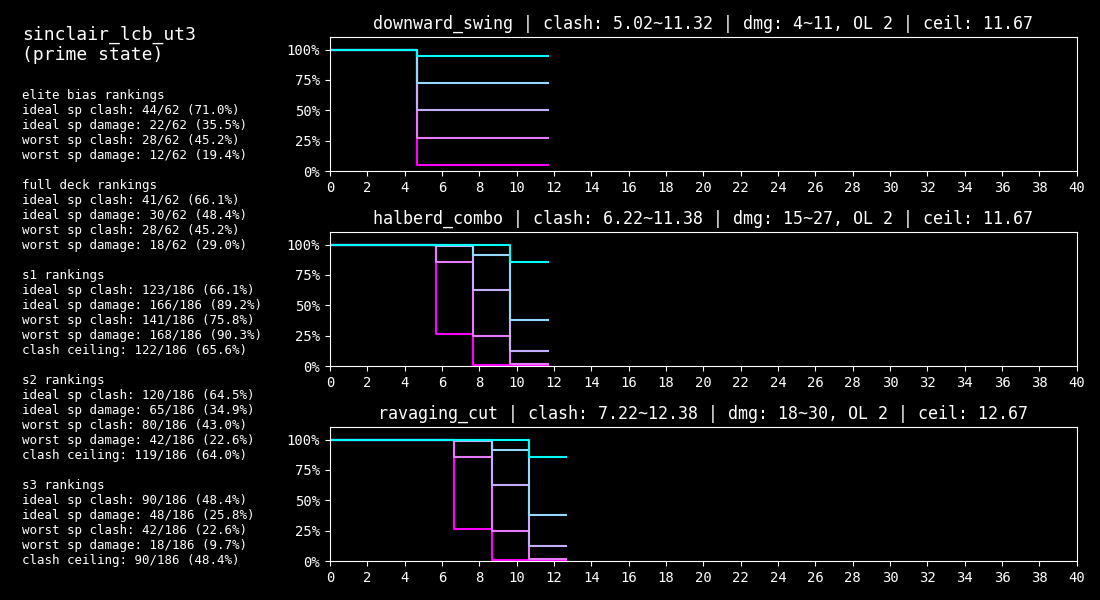 sinclair_lcb_ut3
(prime state)
elite bias rankings
ideal sp clash: 44/62 (71.0%)
ideal sp damage: 22/62 (35.5%)
worst sp clash: 28/62 (45.2%)
worst sp damage: 12/62 (19.4%)
full deck rankings
ideal sp clash: 41/62 (66.1%)
ideal sp damage: 30/62 (48.4%)
worst sp clash: 28/62 (45.2%)
worst sp damage: 18/62 (29.0%)
s1 rankings
ideal sp clash: 123/186 (66.1%)
ideal sp damage: 166/186 (89.2%)
worst sp clash: 141/186 (75.8%)
worst sp damage: 168/186 (90.3%)
clash ceiling: 122/186 (65.6%)
s2 rankings
ideal sp clash: 120/186 (64.5%)
ideal sp damage: 65/186 (34.9%)
worst sp clash: 80/186 (43.0%)
worst sp damage: 42/186 (22.6%)
clash ceiling: 119/186 (64.0%)
s3 rankings
ideal sp clash: 90/186 (48.4%)
ideal sp damage: 48/186 (25.8%)
worst sp clash: 42/186 (22.6%)
worst sp damage: 18/186 (9.7%)
clash ceiling: 90/186 (48.4%)
downward_swing | clash: 5.02~11.32 | dmg: 4~11, OL 2 | ceil: 11.67
100%
75%
50%
25%
0%
0 2 4 6 8 10 12 14 16 18 20 22 24 26 28 30 32 34 36 38 40
halberd_combo | clash: 6.22~11.38 | dmg: 15~27, OL 2 | ceil: 11.67
100%
75%
50%
25%
0%
0 2 4 6 8 10 12 14 16 18 20 22 24 26 28 30 32 34 36 38 40
ravaging_cut | clash: 7.22~12.38 | dmg: 18~30, OL 2 | ceil: 12.67
100%
75%
50%
25%
0%
0 2 4 6 8 10 12 14 16 18 20 22 24 26 28 30 32 34 36 38 40